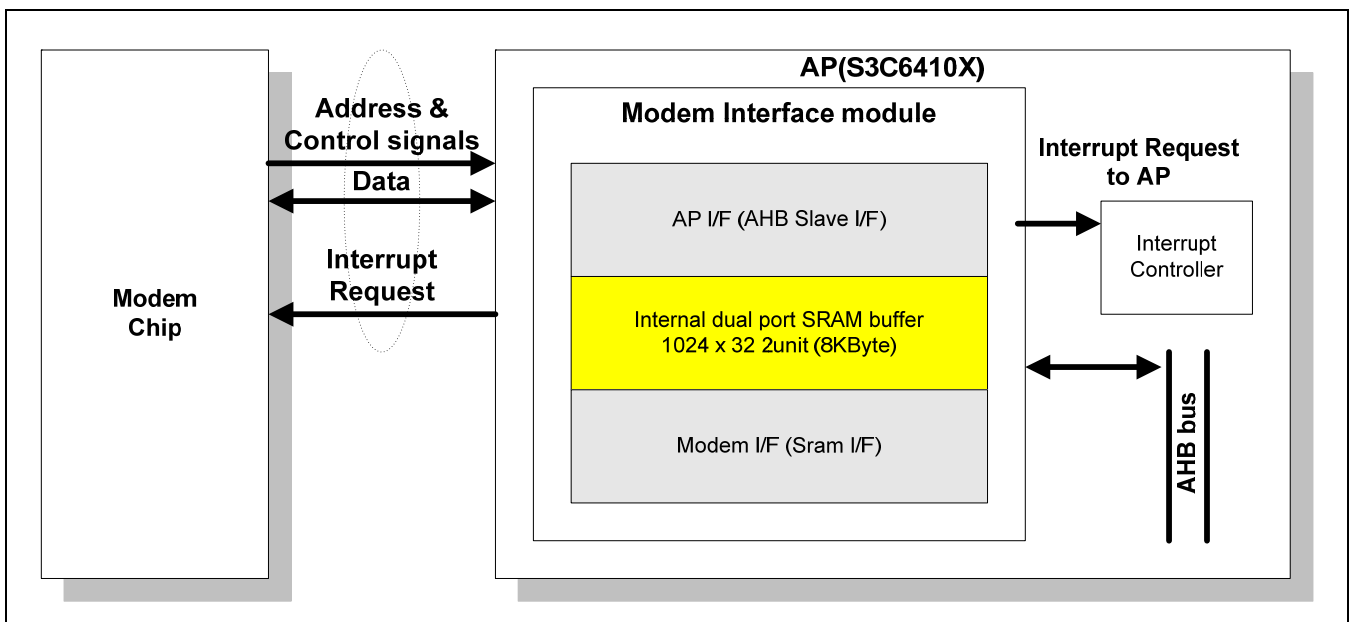 AP(S3C6410X)
Modem Interface module
Address &
Control signals
Data
Interrupt
Request
Modem
Chip
AP I/F (AHB Slave I/F)
Internal dual port SRAM buffer
1024 x 32 2unit (8KByte)
Modem I/F (Sram I/F)
Interrupt Request
to AP
Interrupt
Controller
AHB bus